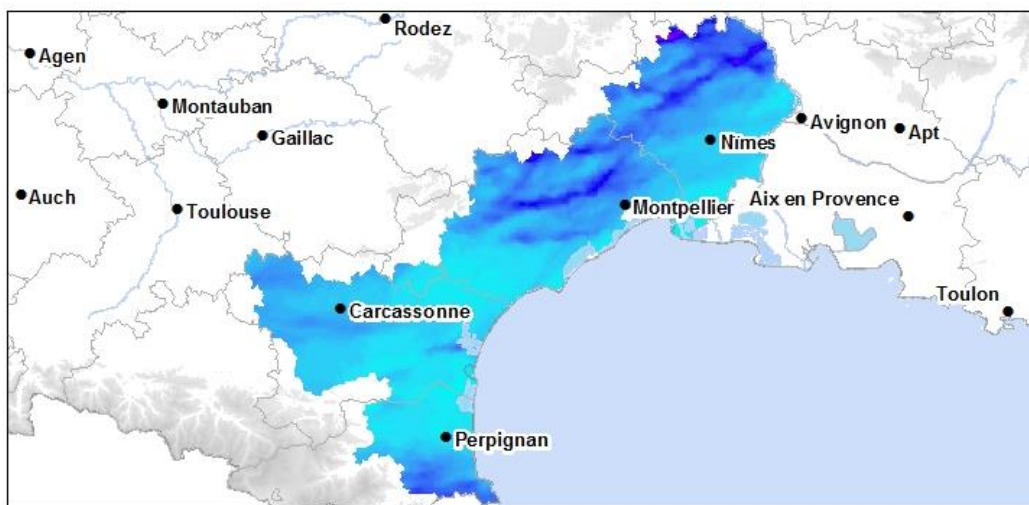 Rodez
Agen
Montauban
Avignon
Apt
Gaillac
Nîmes
Auch
Toulouse
Montpellier
Aix en Provence
Toulon
Carcassonne
Perpignan